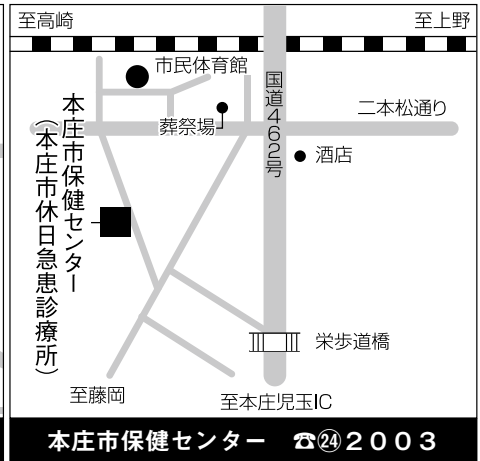 至高崎
至上野
市民体育館
国道462号
二本松通り
葬祭場
酒店
本庄市保健センター
(本庄市休日急患診療所)
栄歩道橋
至藤岡
至本庄児玉IC
本庄市保健センター ☎㉔2003